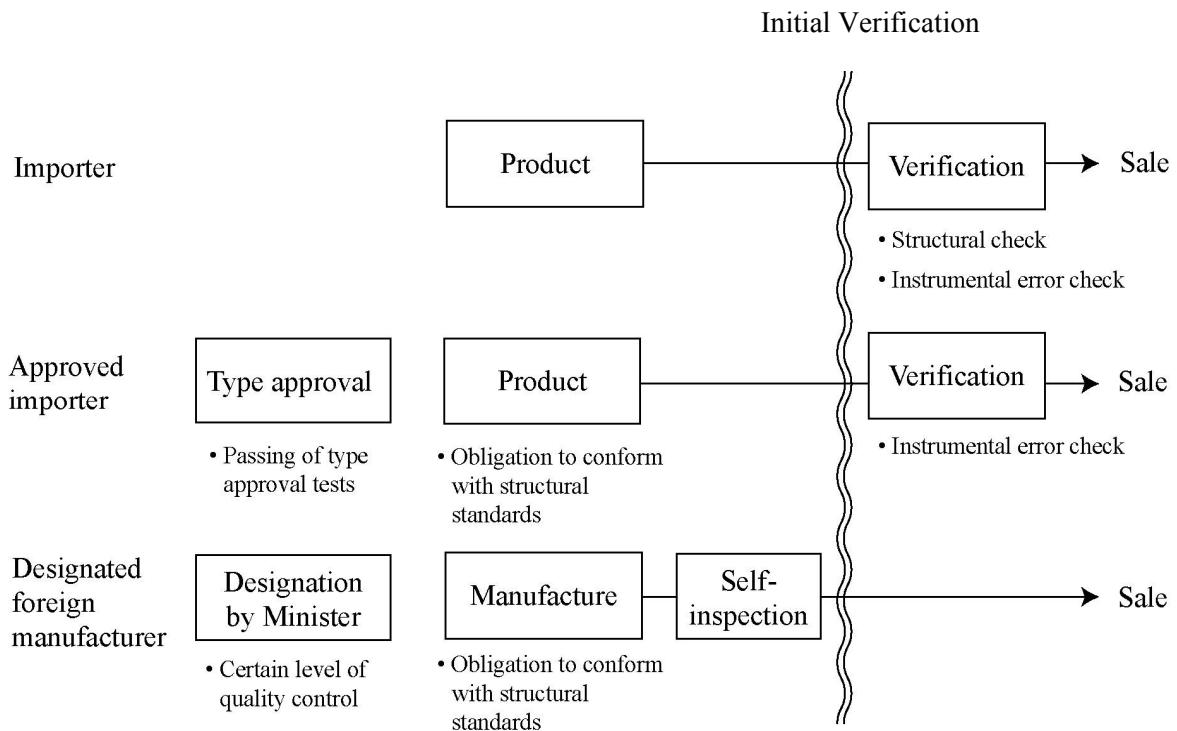 Initial Verification
Importer
Product
Verification
Sale
• Structural check
• Instrumental error check
Approved
importer
Type approval
Product
Verification
Sale
• Passing of type
approval tests
• Obligation to conform
with structural
standards
• Instrumental error check
Designated
foreign
manufacturer
Designation
by Minister
Manufacture
Self-
inspection
Sale
• Certain level of
quality control
• Obligation to conform
with structural
standards